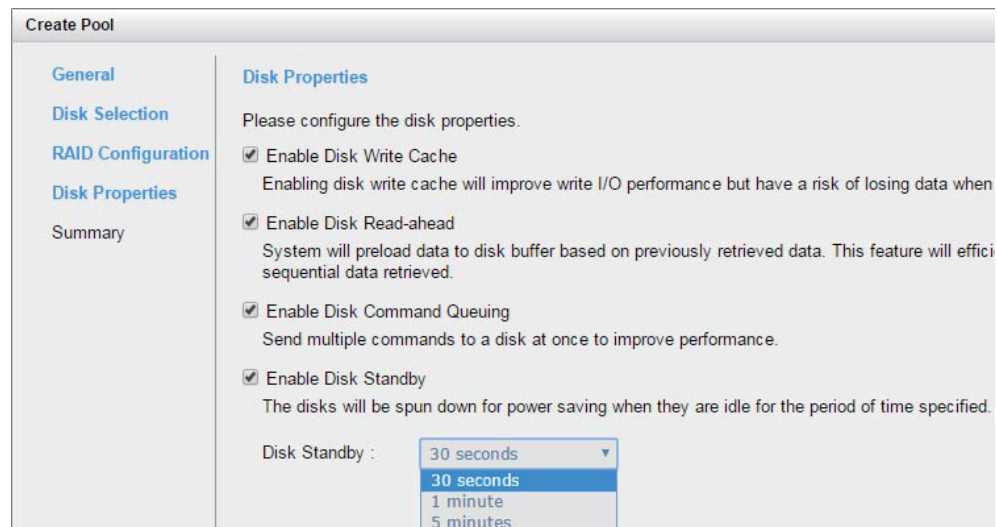 Create Pool
General
Disk Selection
RAID Configuration
Disk Properties
Summary
Disk Properties
Please configure the disk properties.
Enable Disk Write Cache
Enabling disk write cache will improve write I/O performance but have a risk of losing data when
Enable Disk Read-ahead
System will preload data to disk buffer based on previously retrieved data. This feature will
sequential data retrieved.
Enable Disk Command Queuing
Send multiple commands to a disk at once to improve performance.
Enable Disk Standby
The disks will be spun down for power saving when they are idle for the period of time specified.
Disk Standby :
30 seconds
30 seconds
1 minute
5 minutes